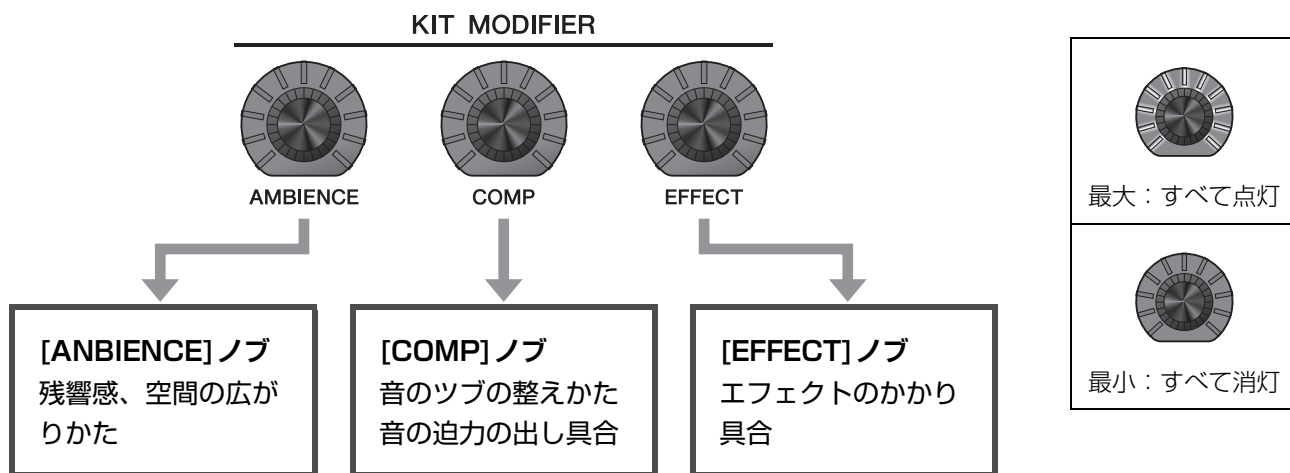 KIT MODIFIER
AMBIENCE
COMP
EFFECT
[ANBIENCE]ノブ
残響感、空間の広が
りかた
[COMP]ノブ
音のツブの整えかた
音の迫力の出し具合
[EFFECT]ノブ
エフェクトのかかり
具合
最大：すべて点灯
最小：すべて消灯